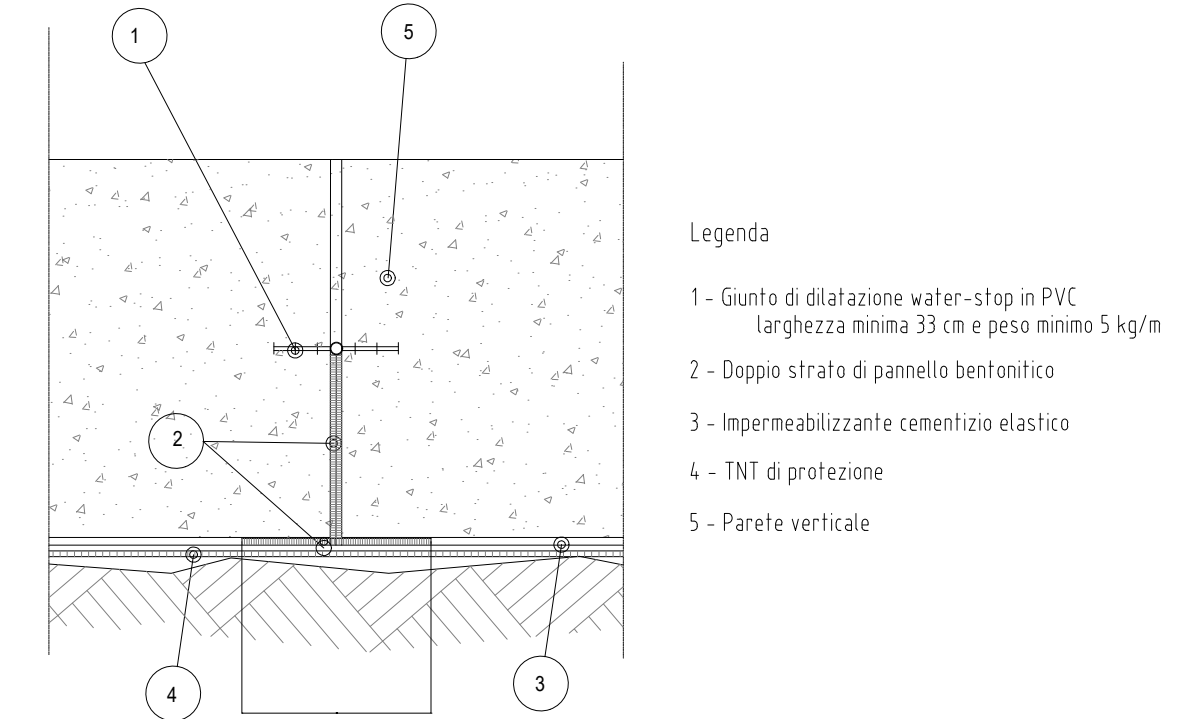 1
5
Legenda
1 - Giunto di dilatazione water-stop in PVC
larghezza minima 33 cm e peso minimo 5 kg/m
2 - Doppio strato di pannello bentonitico
2
3 - Impermeabilizzante cementizio elastico
4 - TNT di protezione
5 - Parete verticale
4
3